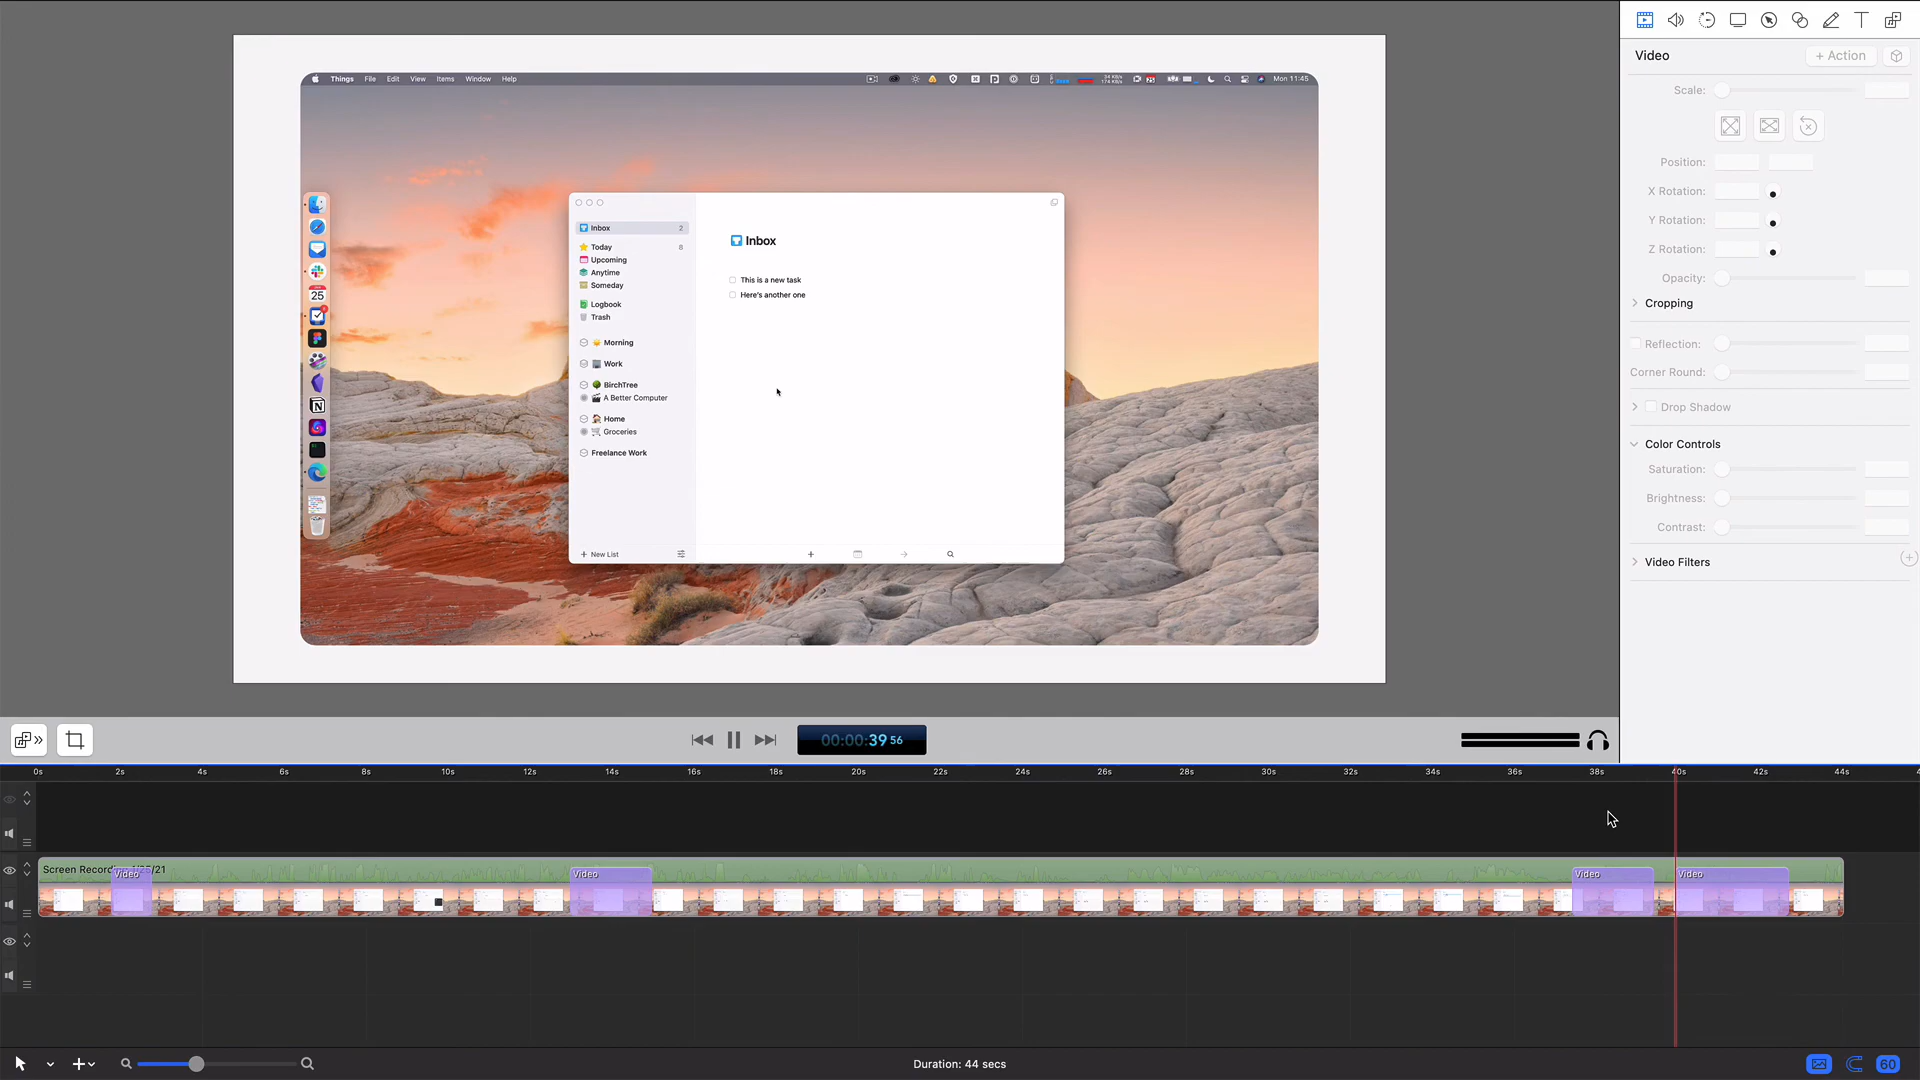 Things File Edit View Items Window Help
Mon 11:45
Video
+ Action
Scale:
Position:
X Rotation:
Y Rotation:
Z Rotation:
Opacity:
Cropping
Reflection:
Corner Round:
Drop Shadow
Color Controls
Saturation:
Brightness:
Contrast:
Video Filters
25
Inbox 2
Today 8
Upcoming
Anytime
Someday
Logbook
Trash
Morning
Work
BirchTree
A Better Computer
Home
Groceries
Freelance Work
+ New List
Inbox
This is a new task
Here's another one
00:00:39 56
0s 2s 4s 6s 8s 10s 12s 14s 16s 18s 20s 22s 24s 26s 28s 30s 32s 34s 36s 38s 40s 42s 44s
Video
Video
Video
Video
Duration: 44 secs
60